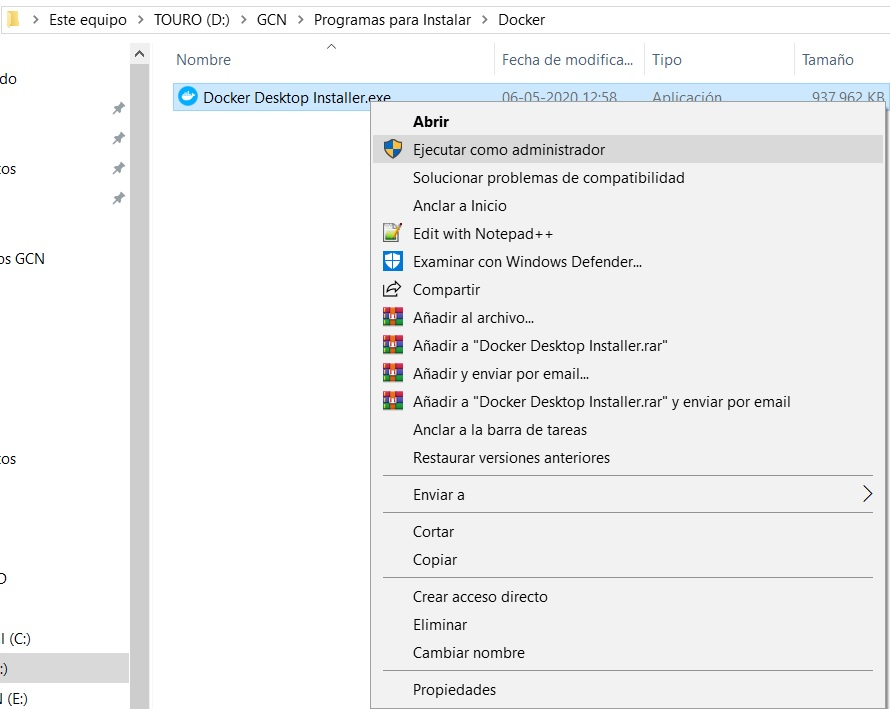 Este equipo > TOURO (D:) > GCN > Programas para Instalar > Docker
Nombre Fecha de modifica... Tipo Tamaño
do
Docker Desktop Installer.exe 06-05-2020 12:58 Aplicación 937.962 KB
Abrir
Ejecutar como administrador
tos
Solucionar problemas de compatibilidad
Anclar a Inicio
Edit with Notepad++
os GCN
Examinar con Windows Defender...
Compartir
Añadir al archivo...
Añadir a "Docker Desktop Installer.rar"
Añadir y enviar por email...
Añadir a "Docker Desktop Installer.rar" y enviar por email
Anclar a la barra de tareas
tos
Restaurar versiones anteriores
Enviar a
Cortar
Copiar
Crear acceso directo
Eliminar
l (C:)
Cambiar nombre
:)
Propiedades
(E:)